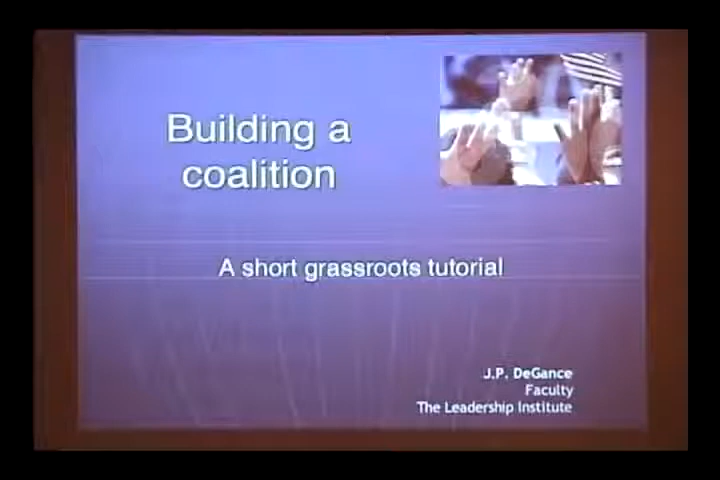 Building a
coalition
A short grassroots tutorial
J.P. DeGance
Faculty
The Leadership Institute